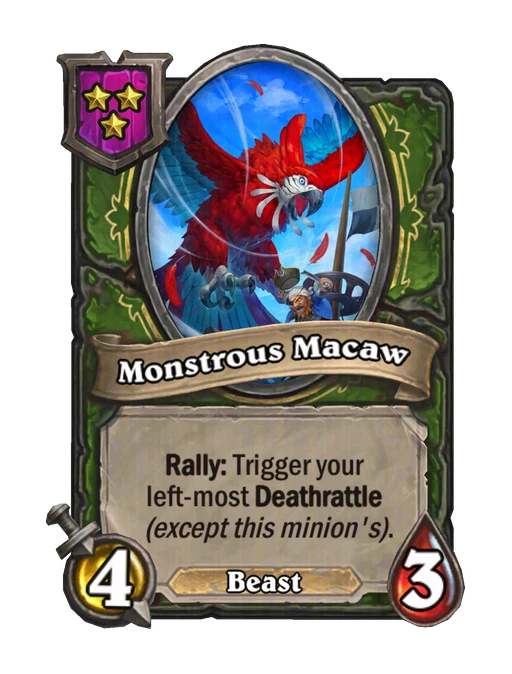 Monstrous Macaw
Rally: Trigger your
left-most Deathrattle
(except this minion's).
4
Beast
3